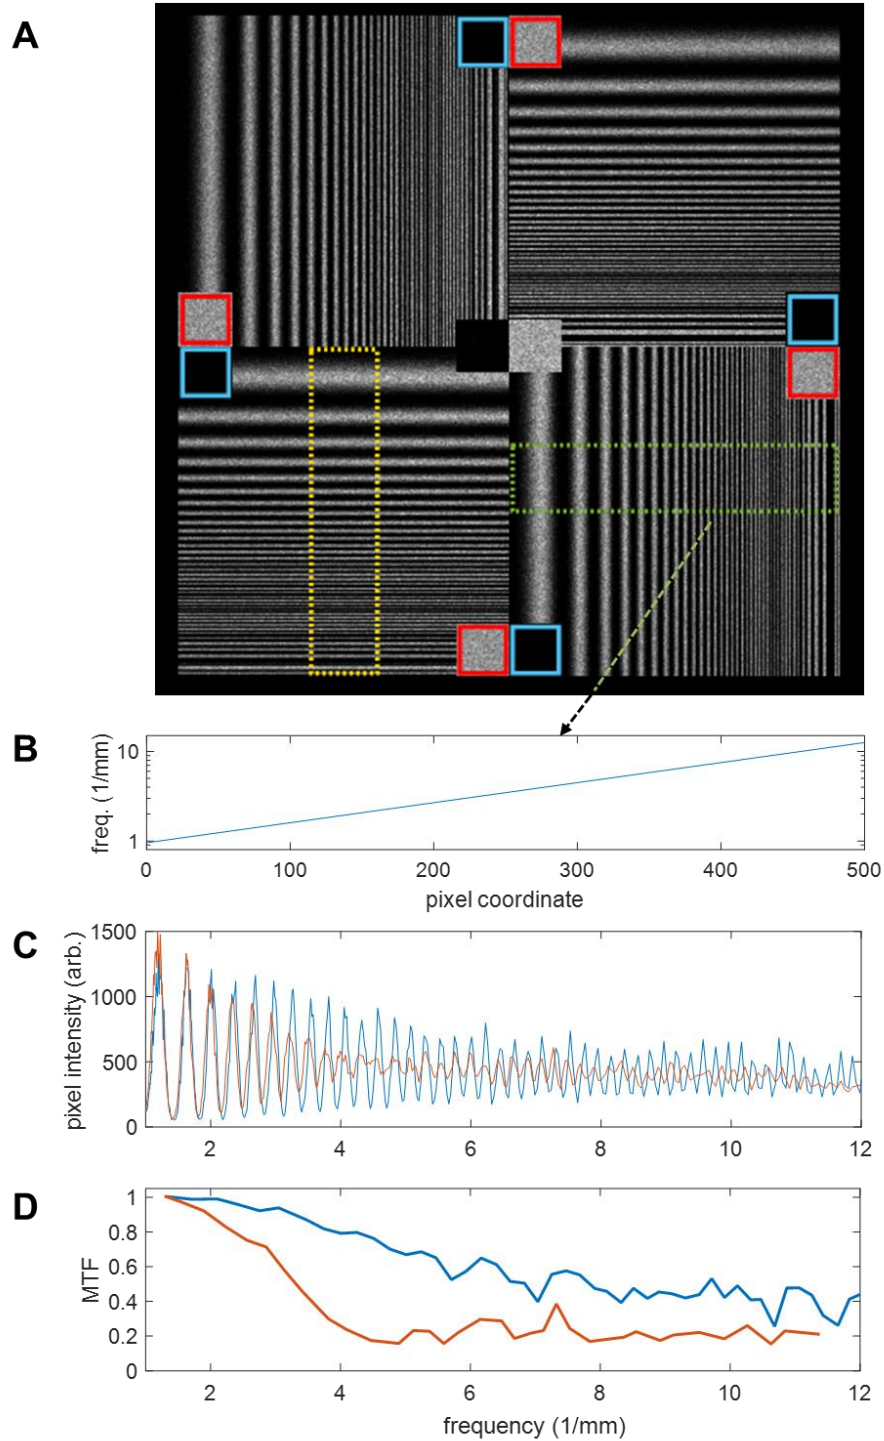 A
B
freq. (1/mm)
10
1
0 100 200 300 400 500
pixel coordinate
C
pixel intensity (arb.)
1500
1000
500
0
2 4 6 8 10 12
D
MTF
1
0.8
0.6
0.4
0.2
0
2 4 6 8 10 12
frequency (1/mm)